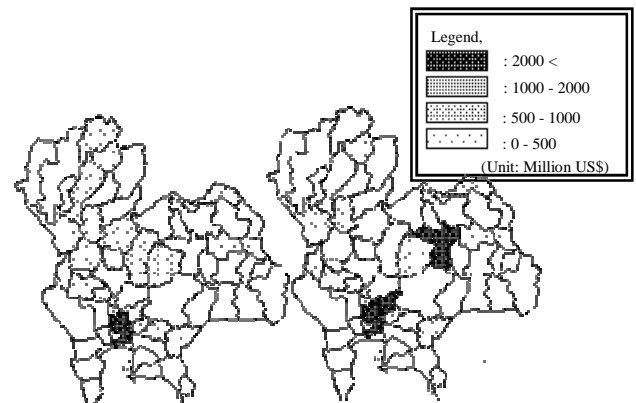 Legend,
: 2000 <
: 1000 - 2000
: 500 - 1000
: 0 - 500
(Unit: Million US$)